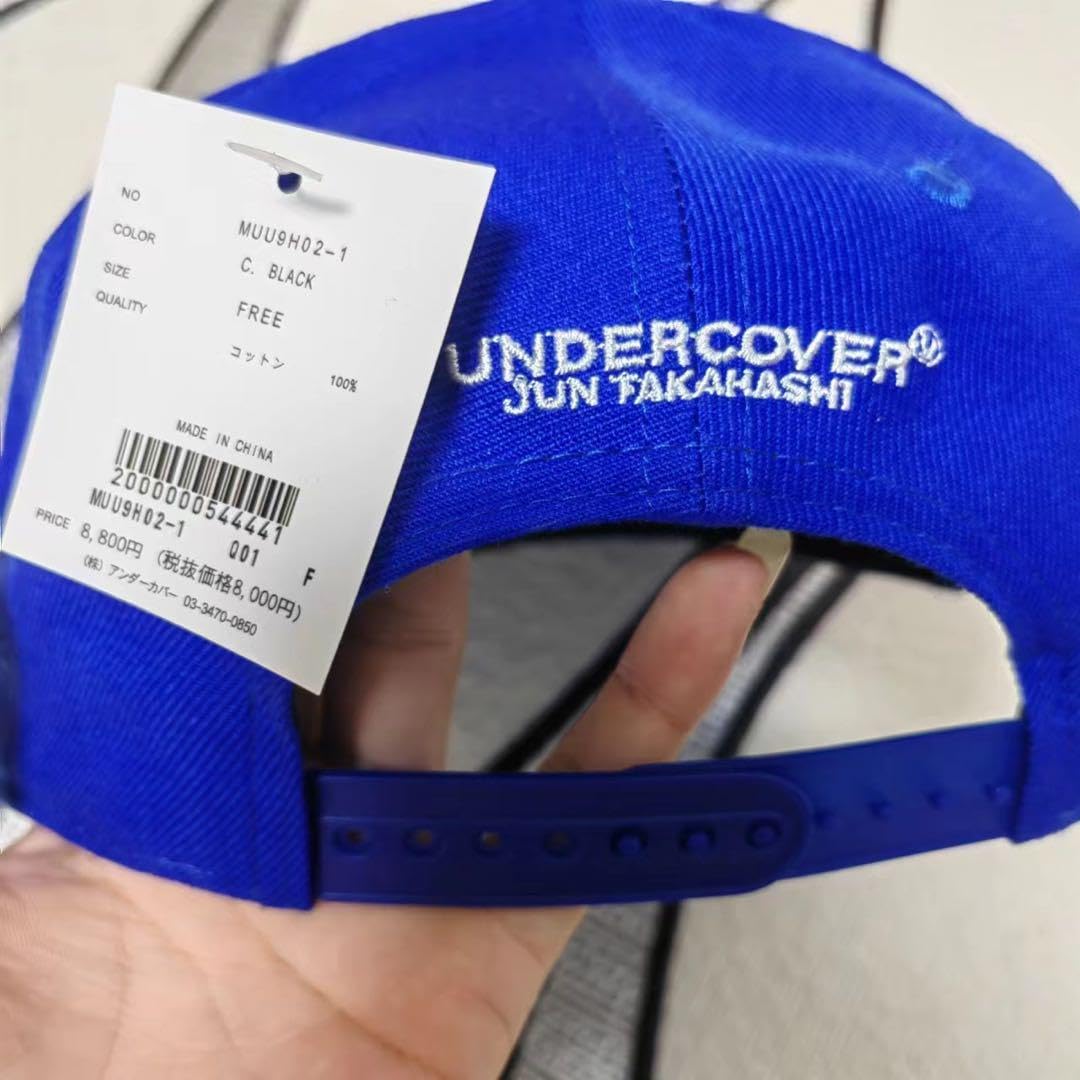 NO MUU9H02-1
COLOR C. BLACK
SIZE FREE
QUALITY コットン 100%
MADE IN CHINA
2000000544441
MUU9H02-1 001 F
PRICE 8,800円 (税抜価格8,000円)
(株) アンダーカバー 03-3470-0850
UNDERCOVER
JUN TAKAHASHI